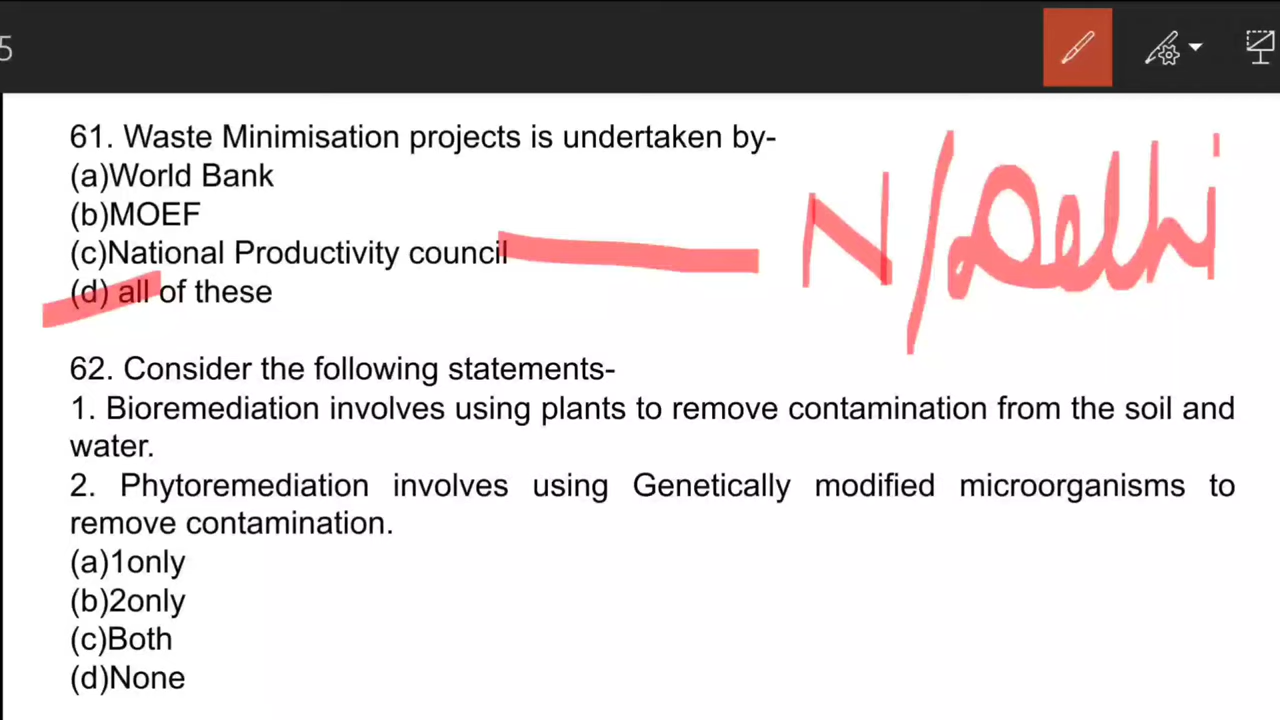 5
61. Waste Minimisation projects is undertaken by-
(a)World Bank
(b)MOEF
(c)National Productivity council
N/Delhi
(d) all of these
62. Consider the following statements-
1. Bioremediation involves using plants to remove contamination from the soil and
water.
2. Phytoremediation involves using Genetically modified microorganisms to
remove contamination.
(a)1only
(b)2only
(c)Both
(d)None